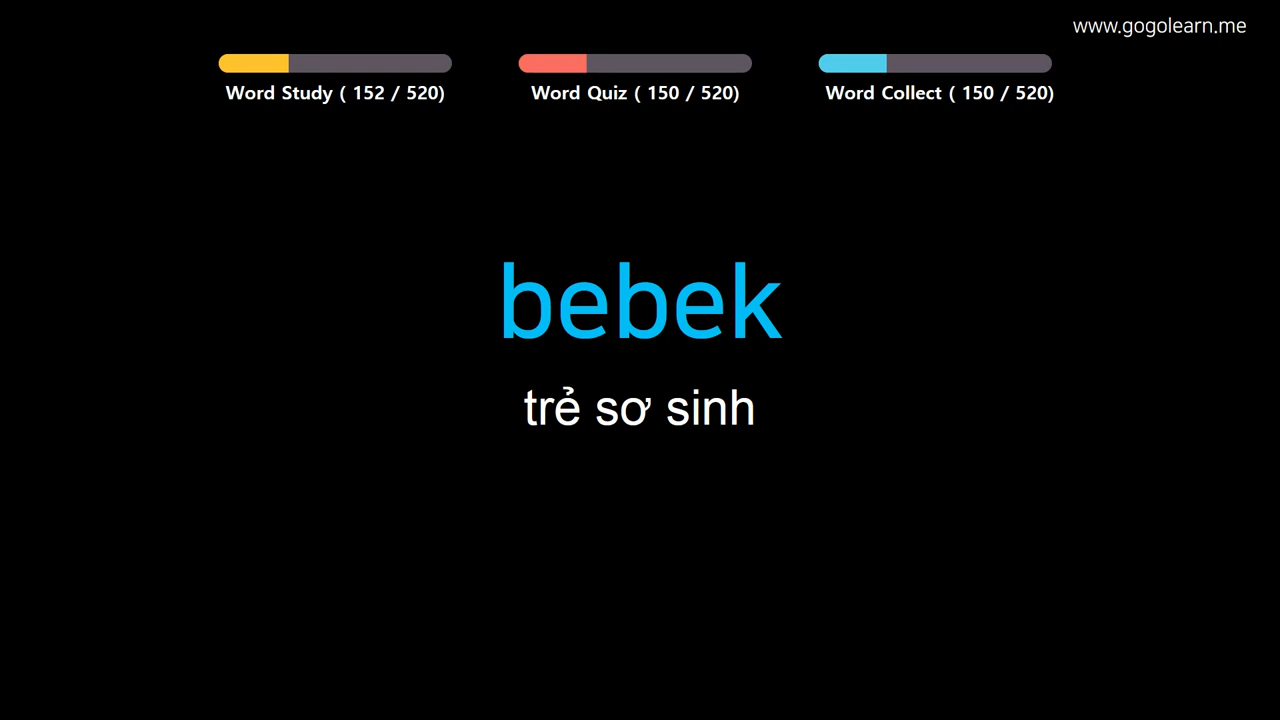 www.gogolearn.me
Word Study ( 152 / 520)
Word Quiz ( 150 / 520)
Word Collect ( 150 / 520)
bebek
trẻ sơ sinh